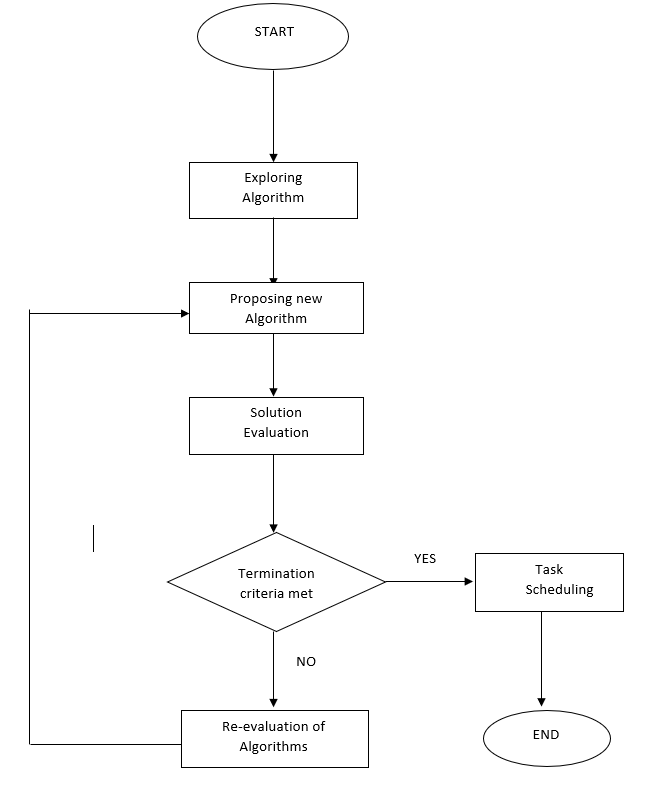 START
Exploring
Algorithm
Proposing new
Algorithm
Solution
Evaluation
Termination
criteria met
YES
Task
Scheduling
NO
Re-evaluation of
Algorithms
END